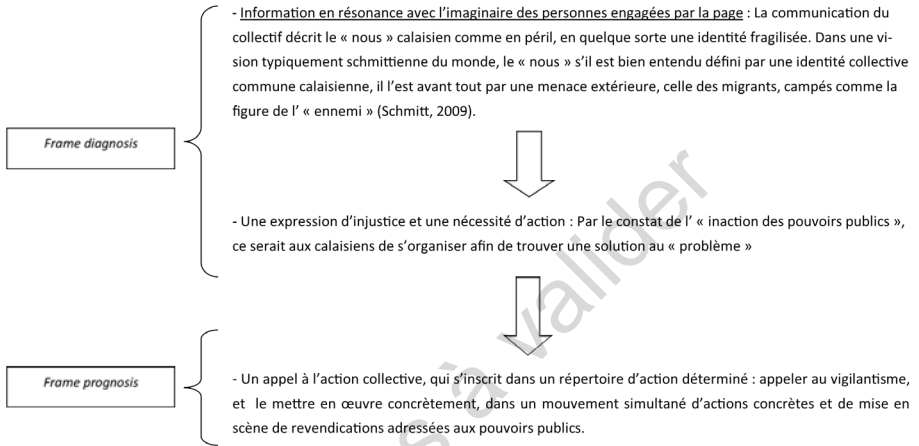 - Information en résonance avec l'imaginaire des personnes engagées par la page : La communication du
collectif décrit le « nous » calaisien comme en péril, en quelque sorte une identité fragilisée. Dans une vi-
sion typiquement schmittienne du monde, le « nous » s'il est bien entendu défini par une identité collective
commune calaisienne, il l'est avant tout par une menace extérieure, celle des migrants, campés comme la
figure de l' « ennemi » (Schmitt, 2009).
Frame diagnosis
- Une expression d'injustice et une nécessité d'action : Par le constat de l' « inaction des pouvoirs publics »,
ce serait aux calaisiens de s'organiser afin de trouver une solution au « problème »
Frame prognosis
- Un appel à l'action collective, qui s'inscrit dans un répertoire d'action déterminé : appeler au vigilantisme,
et le mettre en œuvre concrètement, dans un mouvement simultané d'actions concrètes et de mise en
scène de revendications adressées aux pouvoirs publics.
s à valider